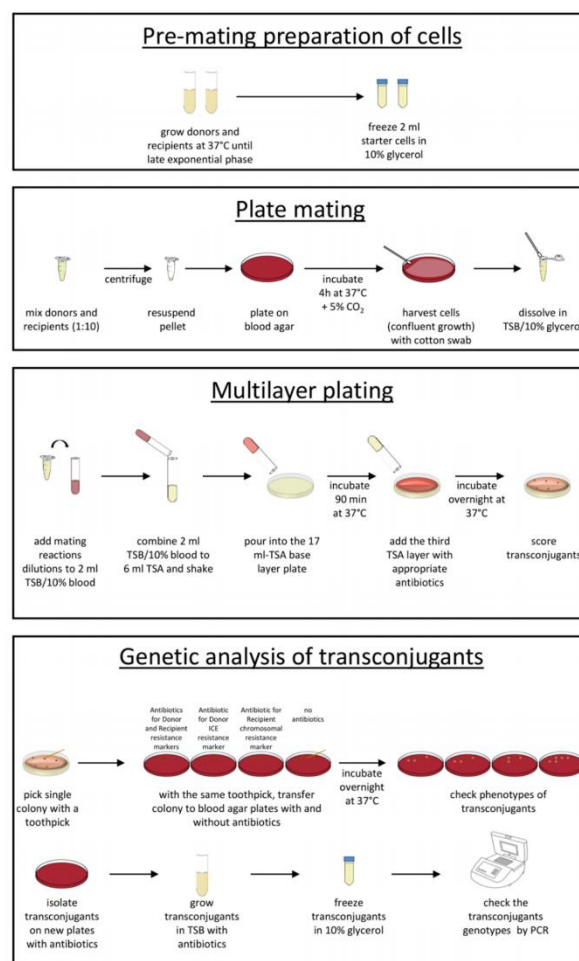 Pre-mating preparation of cells
grow donors and
recipients at 37°C until
late exponential phase
freeze 2 ml
starter cells in
10% glycerol
Plate mating
centrifuge
incubate
4h at 37°C
+ 5% CO2
mix donors and
recipients (1:10)
resuspend
pellet
plate on
blood agar
harvest cells
(confluent growth)
with cotton swab
dissolve in
TSB/10% glycerol
Multilayer plating
incubate
90 min
at 37°C
incubate
overnight at
37°C
add mating
reactions
dilutions to 2 ml
TSB/10% blood
combine 2 ml
TSB/10% blood to
6 ml TSA and shake
pour into the 17
ml-TSA base
layer plate
add the third
TSA layer with
appropriate
antibiotics
score
transconjugants
Genetic analysis of transconjugants
Antibiotics
for Donor
and Recipient
resistance
markers
Antibiotic
for Donor
ICE
resistance
marker
Antibiotic for
Recipient
chromosomal
resistance
marker
no
antibiotics
pick single
colony with a
toothpick
with the same toothpick, transfer
colony to blood agar plates with and
without antibiotics
incubate
overnight
at 37°C
check phenotypes of
transconjugants
isolate
transconjugants
on new plates
with antibiotics
grow
transconjugants
in TSB with
antibiotics
freeze
transconjugants
in 10% glycerol
check the
transconjugants
genotypes by PCR